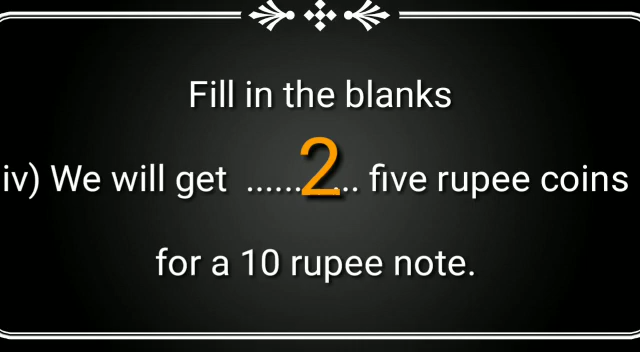 Fill in the blanks
iv) We will get ......2... five rupee coins
for a 10 rupee note.